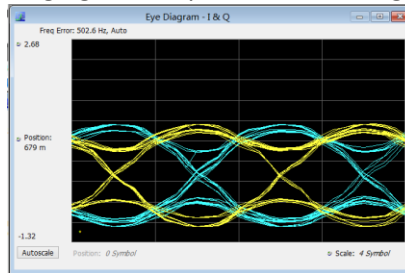 Eye Diagram - I & Q
Freq Error: 502.6 Hz, Auto
2.68
Position:
679 m
-1.32
Autoscale
Position: 0 Symbol
Scale: 4 Symbol